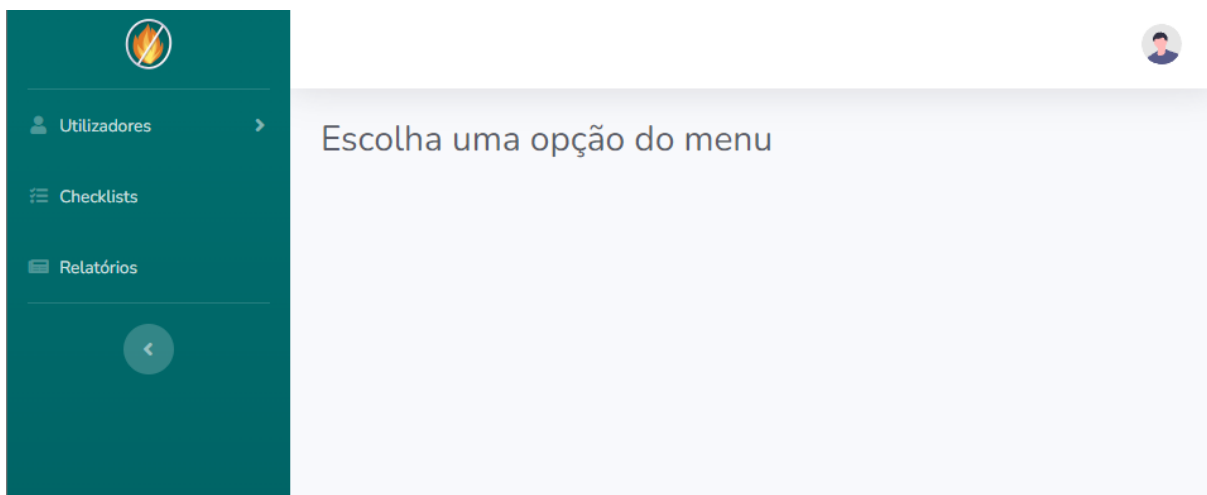 Utilizadores
Escolha uma opção do menu
Checklists
Relatórios